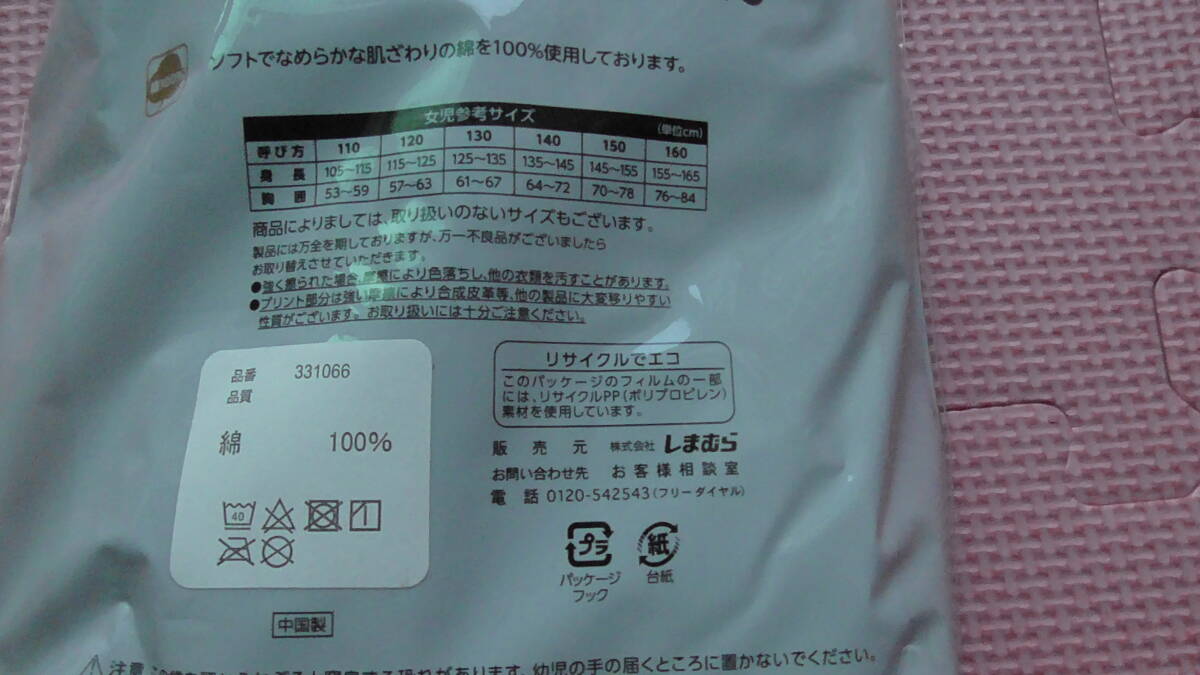 ソフトでなめらかな肌ざわりの綿を100%使用しております。
女児参考サイズ (単位cm)
呼び方 110 120 130 140 150 160
身長 105〜115 115〜125 125〜135 135〜145 145〜155 155〜165
胸囲 53〜59 57〜63 61〜67 64〜72 70〜78 76〜84
商品によりましては、取り扱いのないサイズもございます。
製品には万全を期しておりますが、万一不良品がございましたら
お取り替えさせていただきます。
●強く擦られた場合、摩擦により色落ちし、他の衣類を汚すことがあります。
●プリント部分は強い摩擦により合成皮革等、他の製品に大変移りやすい
性質がございます。お取り扱いには十分ご注意ください。
品番 331066
品質
綿 100%
40
リサイクルでエコ
このパッケージのフィルムの一部
には、リサイクルPP(ポリプロピレン)
素材を使用しています。
販売元 株式会社 しまむら
お問い合わせ先 お客様相談室
電話 0120-542543(フリーダイヤル)
プラ 紙
パッケージ 台紙
フック
中国製
注意 恐れがあります。幼児の手の届くところに置かないでください。